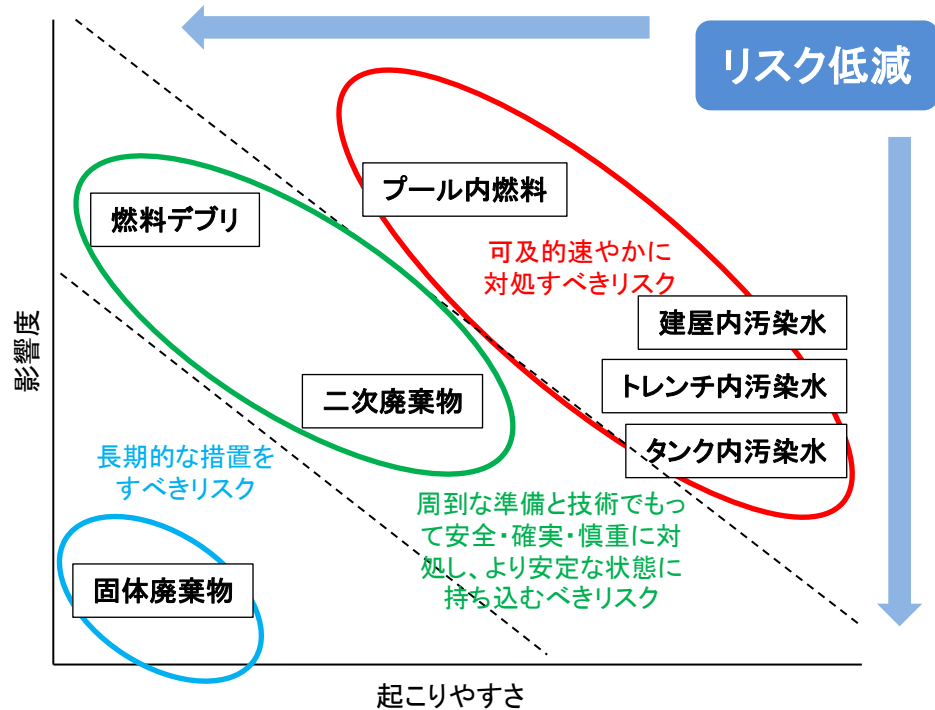 リスク低減
プール内燃料
燃料デブリ
可及的速やかに
対処すべきリスク
建屋内汚染水
トレンチ内汚染水
タンク内汚染水
二次廃棄物
影響度
長期的な措置を
すべきリスク
周到な準備と技術でもっ
て安全・確実・慎重に対
処し、より安定な状態に
持ち込むべきリスク
固体廃棄物
起こりやすさ